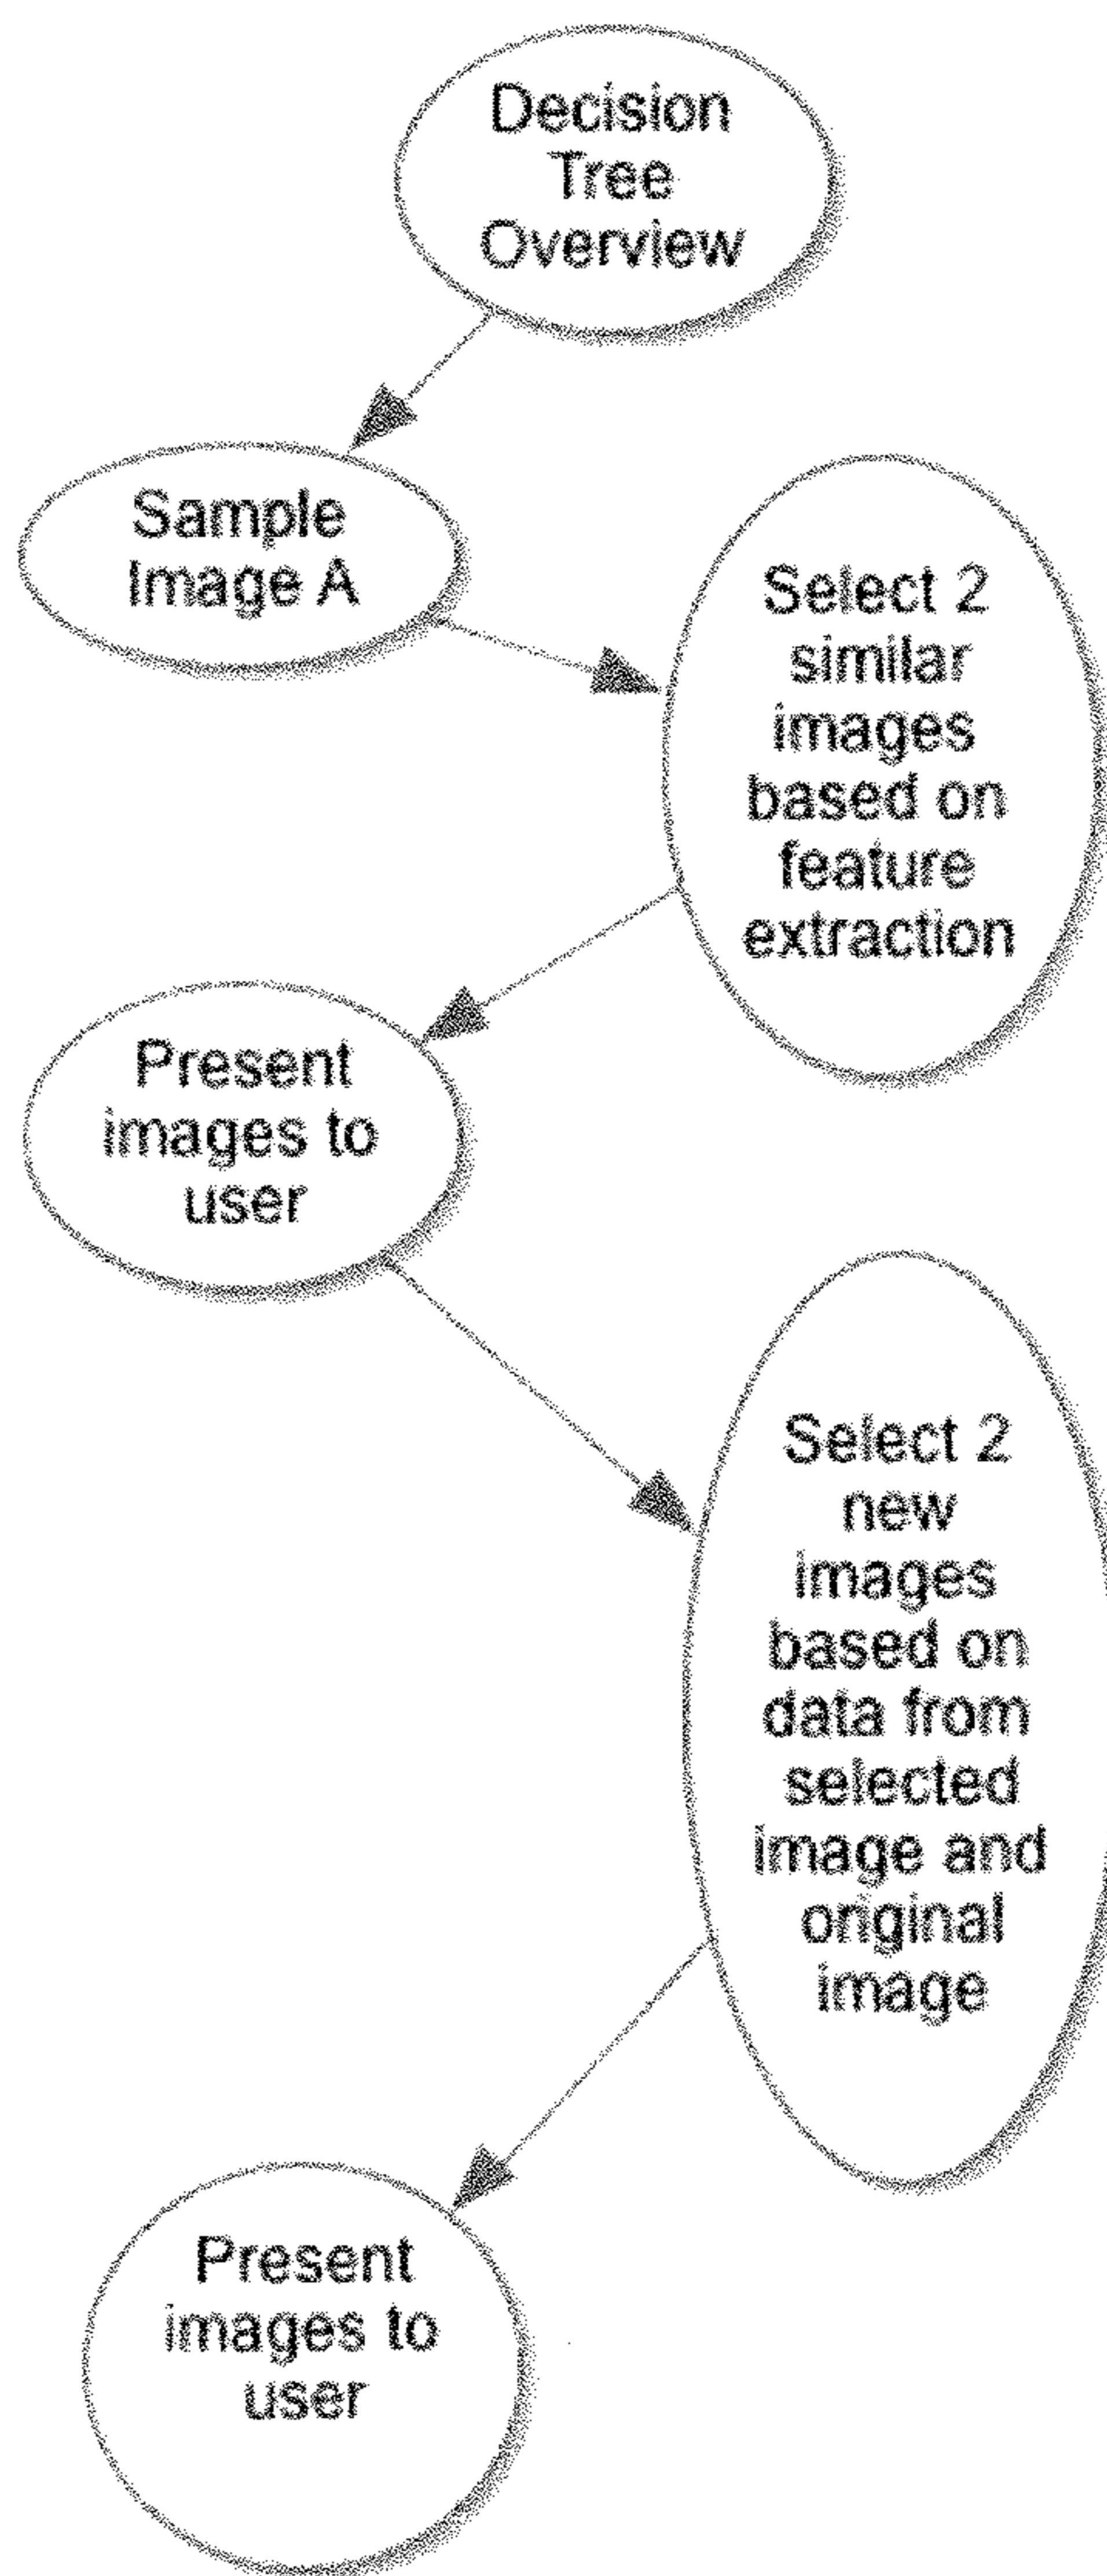 Decision
Tree
Overview
Sample
Image A
Select 2
similar
images
based on
feature
extraction
Present
images to
user
Select 2
new
images
based on
data from
selected
image and
original
image
Present
images to
user